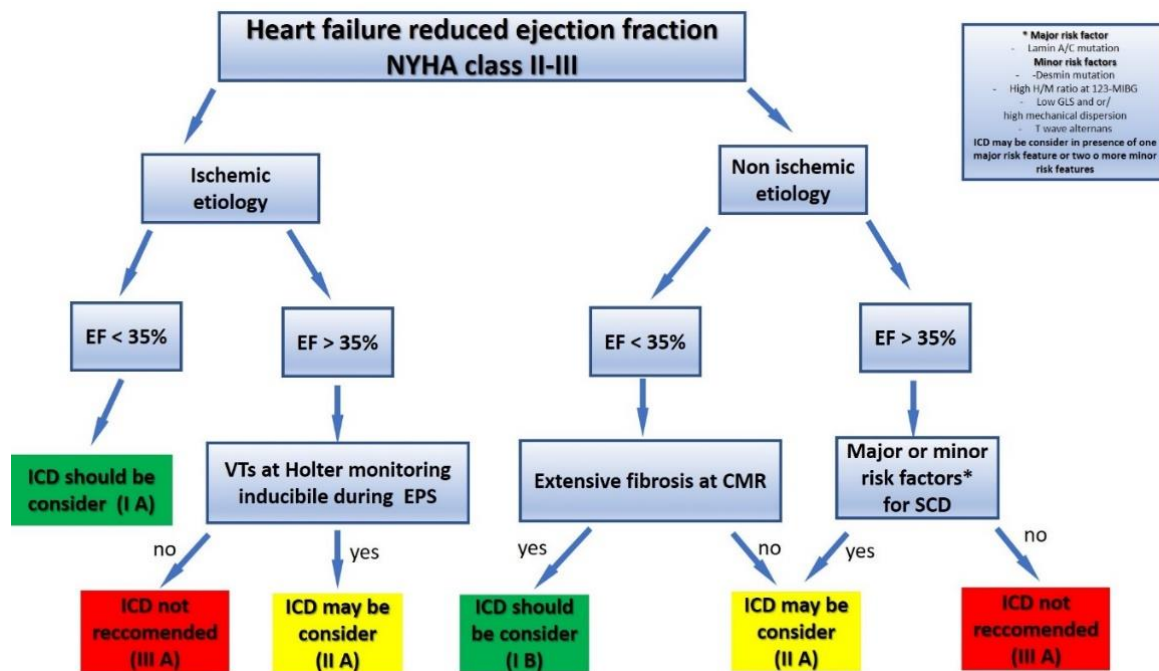 Heart failure reduced ejection fraction
NYHA class II-III
* Major risk factor
- Lamin A/C mutation
Minor risk factors
- -Desmin mutation
- High H/M ratio at 123-MIBG
- Low GLS and or/
high mechanical dispersion
- T wave alternans
ICD may be consider in presence of one
major risk feature or two o more minor
risk features
Ischemic
etiology
Non ischemic
etiology
EF < 35%
EF > 35%
EF < 35%
EF > 35%
ICD should be
consider (I A)
VTs at Holter monitoring
inducibile during EPS
Extensive fibrosis at CMR
Major or minor
risk factors*
for SCD
no
yes
yes
no
yes
no
ICD not
reccomended
(III A)
ICD may be
consider
(II A)
ICD should
be consider
(I B)
ICD may be
consider
(II A)
ICD not
reccomended
(III A)